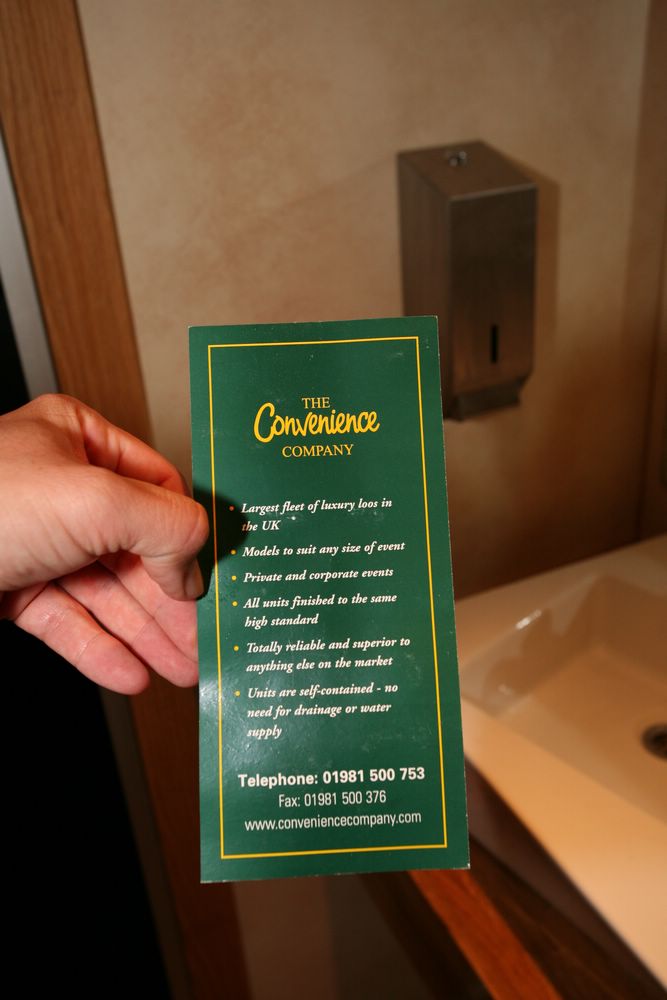 THE
Convenience
COMPANY
• Largest fleet of luxury loos in
the UK
• Models to suit any size of event
• Private and corporate events
• All units finished to the same
high standard
• Totally reliable and superior to
anything else on the market
• Units are self-contained - no
need for drainage or water
supply
Telephone: 01981 500 753
Fax: 01981 500 376
www.conveniencecompany.com